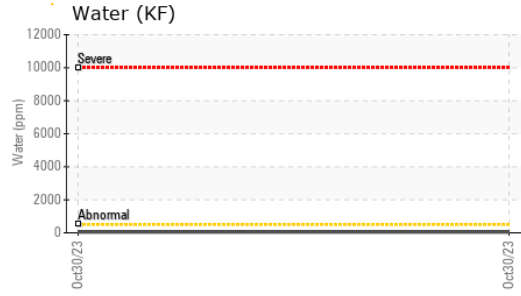 Water (KF)
12000
Severe
10000
8000
6000
Water (ppm)
4000
2000
Abnormal
0
Oct30/23
Oct30/23